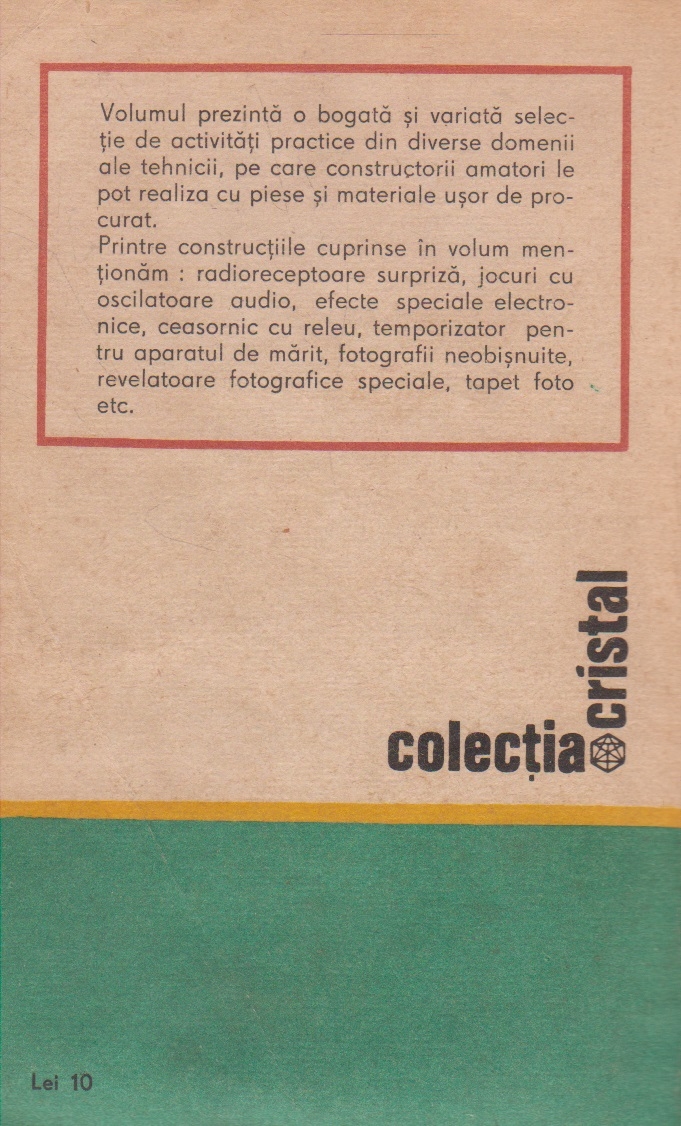 Volumul prezintă o bogată și variată selec-
ție de activități practice din diverse domenii
ale tehnicii, pe care constructorii amatori le
pot realiza cu piese și materiale ușor de pro-
curat.
Printre construcțiile cuprinse în volum men-
ționăm : radioreceptoare surpriză, jocuri cu
oscilatoare audio, efecte speciale electro-
nice, ceasornic cu releu, temporizator pen-
tru aparatul de mărit, fotografii neobișnuite,
revelatoare fotografice speciale, tapet foto
etc.
colecția
cristal
Lei 10